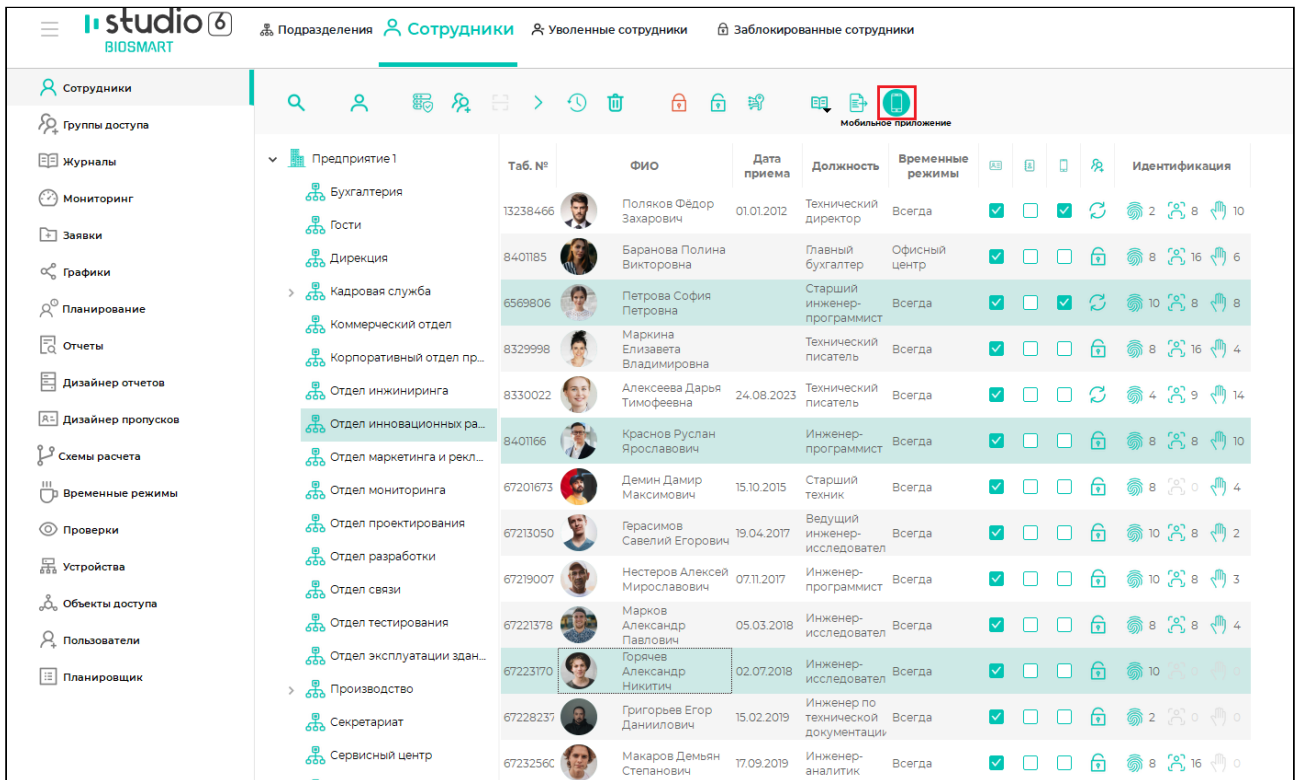 studio 6
BIOSMART
Подразделения Сотрудники Уволенные сотрудники Заблокированные сотрудники
Сотрудники
Группы доступа
Журналы
Мониторинг
Заявки
Графики
Планирование
Отчеты
Дизайнер отчетов
Дизайнер пропусков
Схемы расчета
Временные режимы
Проверки
Устройства
Объекты доступа
Пользователи
Планировщик
Мобильное приложение
Предприятие 1
Бухгалтерия
Гости
Дирекция
Кадровая служба
Коммерческий отдел
Корпоративный отдел пр...
Отдел инжиниринга
Отдел инновационных ра...
Отдел маркетинга и рекл...
Отдел мониторинга
Отдел проектирования
Отдел разработки
Отдел связи
Отдел тестирования
Отдел эксплуатации здан...
Производство
Секретариат
Сервисный центр
Таб. № ФИО Дата приема Должность Временные режимы Идентификация
13238466 Поляков Фёдор Захарович 01.01.2012 Технический директор Всегда 2 8 10
8401185 Баранова Полина Викторовна Главный бухгалтер Офисный центр 8 16 6
6569806 Петрова София Петровна Старший инженер-программист Всегда 10 8 8
8329998 Маркина Елизавета Владимировна Технический писатель Всегда 8 16 4
8330022 Алексеева Дарья Тимофеевна 24.08.2023 Технический писатель Всегда 4 9 14
8401166 Краснов Руслан Ярославович Инженер-программист Всегда 8 8 10
67201673 Демин Дамир Максимович 15.10.2015 Старший техник Всегда 8 0 4
67213050 Герасимов Савелий Егорович 19.04.2017 Ведущий инженер-исследовател Всегда 10 8 2
67219007 Нестеров Алексей Мирославович 07.11.2017 Инженер-программист Всегда 10 8 3
67221378 Марков Александр Павлович 05.03.2018 Инженер-исследовател Всегда 8 8 4
67223170 Горячев Александр Никитич 02.07.2018 Инженер-исследовател Всегда 10 0 0
67228237 Григорьев Егор Даниилович 15.02.2019 Инженер по технической документации Всегда 2 0 0
6723256 Макаров Демьян Степанович 17.09.2019 Инженер-аналитик Всегда 8 16 0